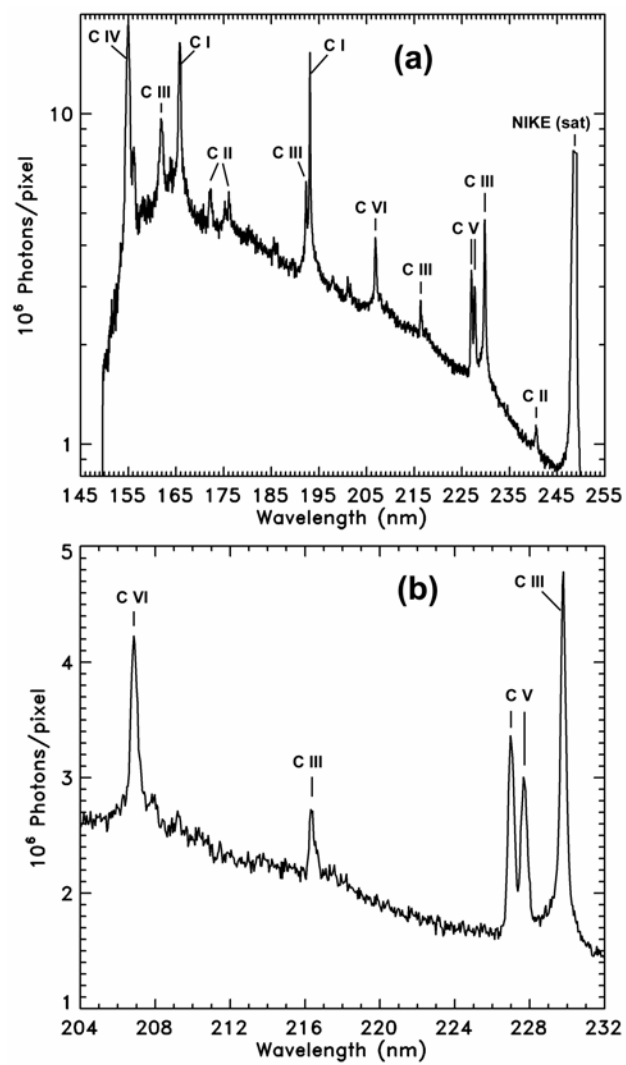 C IV
C I
C I
(a)
C III
NIKE (sat)
C II
C III
C III
C VI
C V
C III
C II
10
1
10⁶ Photons/pixel
145 155 165 175 185 195 205 215 225 235 245 255
Wavelength (nm)
5
(b)
C III
C VI
4
C V
C III
3
2
1
10⁶ Photons/pixel
204 208 212 216 220 224 228 232
Wavelength (nm)